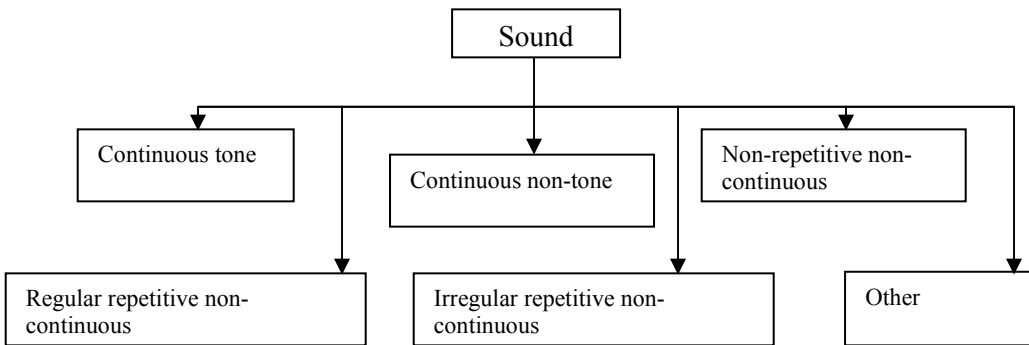 Sound
Continuous tone
Continuous non-tone
Non-repetitive non-
continuous
Regular repetitive non-
continuous
Irregular repetitive non-
continuous
Other